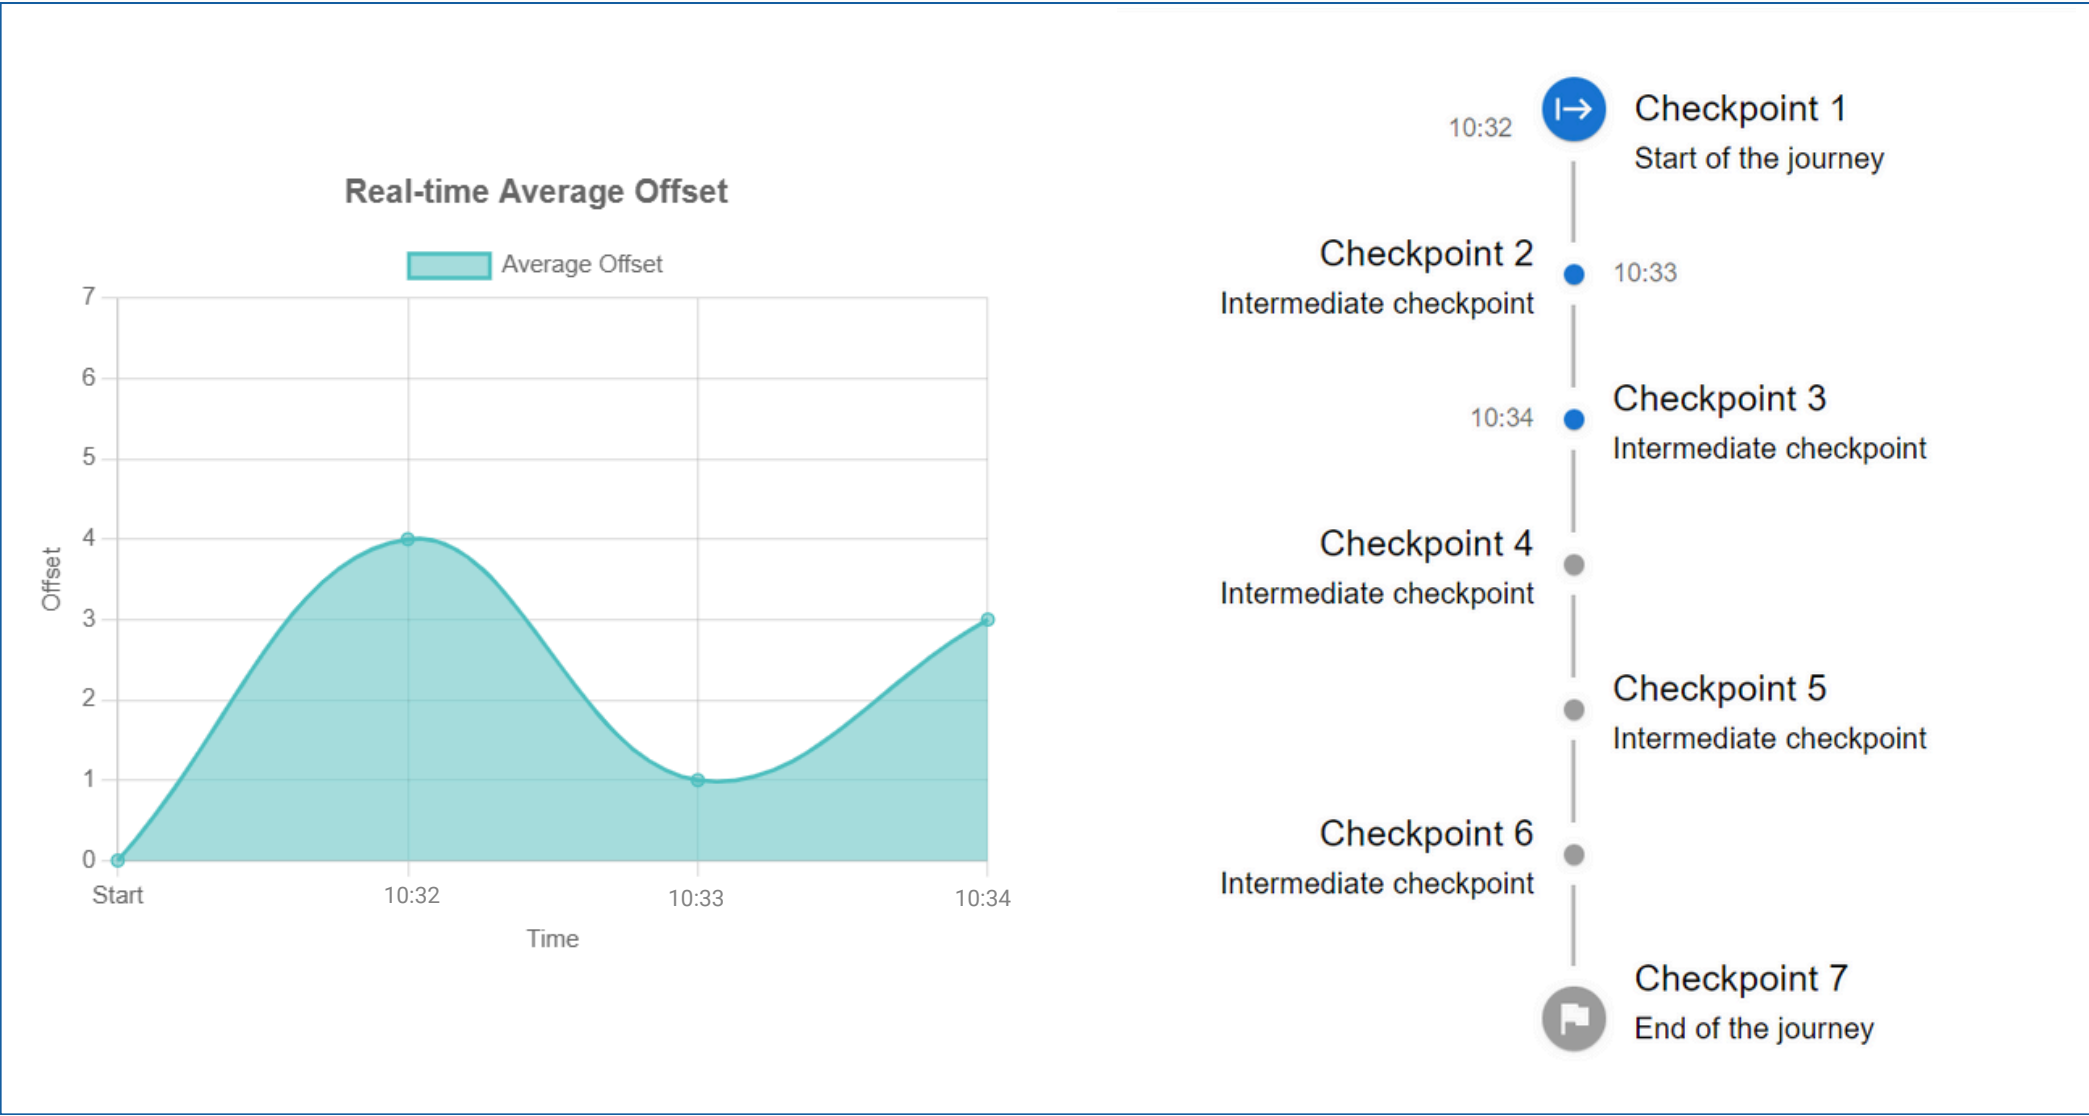 Real-time Average Offset
Average Offset
7
6
5
4
3
2
1
0
Offset
Start
10:32
10:33
10:34
Time
10:32
Checkpoint 1
Start of the journey
Checkpoint 2
10:33
Intermediate checkpoint
10:34
Checkpoint 3
Intermediate checkpoint
Checkpoint 4
Intermediate checkpoint
Checkpoint 5
Intermediate checkpoint
Checkpoint 6
Intermediate checkpoint
Checkpoint 7
End of the journey